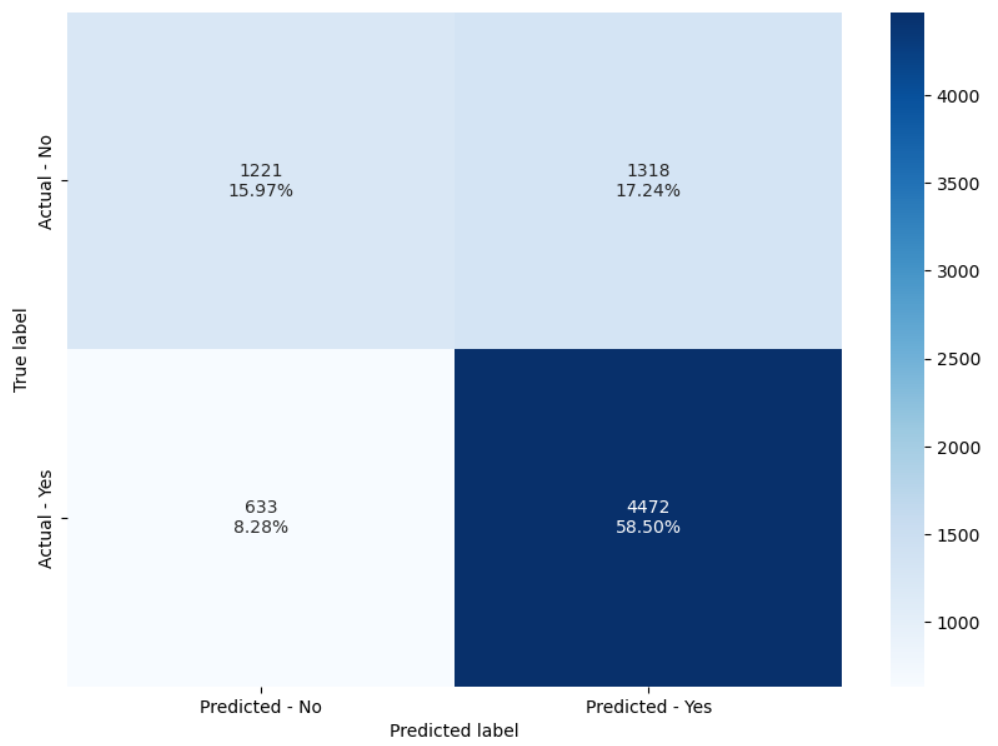 Actual - No
1221
15.97%
1318
17.24%
True label
Actual - Yes
633
8.28%
4472
58.50%
Predicted - No
Predicted - Yes
Predicted label
4000
3500
3000
2500
2000
1500
1000